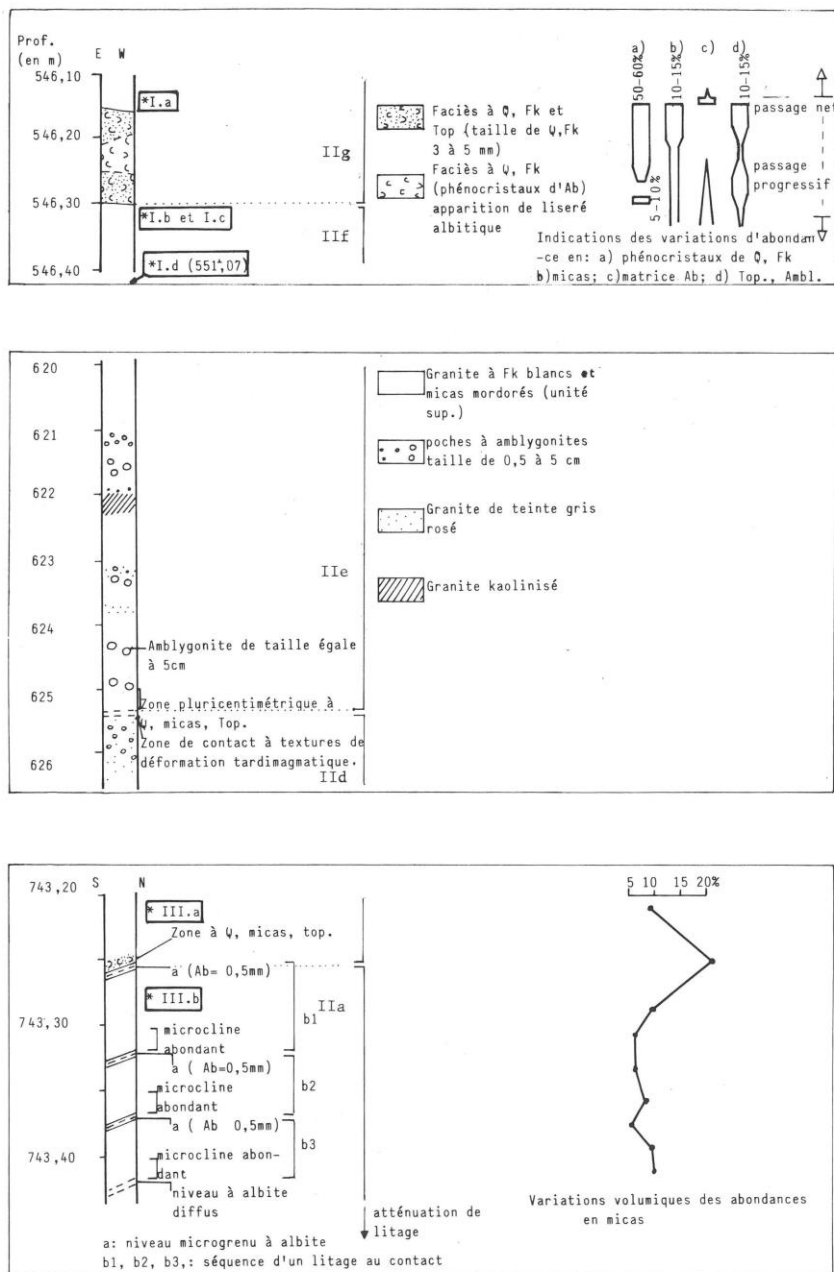 Prof.
(en m)
E W
546,10
546,20
546,30
546,40
*I.a
*I.b et I.c
*I.d (551,07)
IIg
IIf
Faciès à Q, Fk et
Top (taille de Q,Fk
3 à 5 mm)
Faciès à Q, Fk
(phénocristaux d'Ab)
apparition de liseré
albitique
a) b) c) d)
50-60%
10-15%
10-15%
5-10%
passage net
passage
progressif
Indications des variations d'abondan
-ce en: a) phénocristaux de Q, Fk
b)micas; c)matrice Ab; d) Top., Ambl.
620
621
622
623
624
625
626
IIe
Amblygonite de taille égale
à 5cm
Zone pluricentimétrique à
Q, micas, Top.
Zone de contact à textures de
déformation tardimagmatique.
IId
Granite à Fk blancs et
micas mordorés (unité
sup.)
poches à amblygonites
taille de 0,5 à 5 cm
Granite de teinte gris
rosé
Granite kaolinisé
S N
743,20
743,30
743,40
* III.a
Zone à Q, micas, top.
a (Ab= 0,5mm)
* III.b
IIa
b1
microcline
abondant
a ( Ab=0,5mm)
b2
microcline
abondant
a ( Ab 0,5mm)
b3
microcline abon-
dant
niveau à albite
diffus
atténuation de
litage
a: niveau microgrenu à albite
b1, b2, b3,: séquence d'un litage au contact
5 10 15 20%
Variations volumiques des abondances
en micas